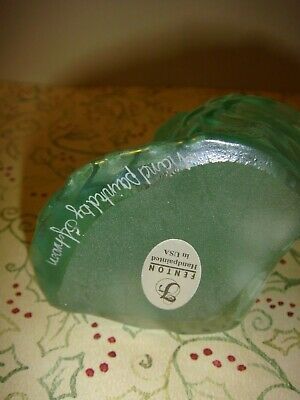 Hand painted by
FENTON
Handpainted
in USA
F